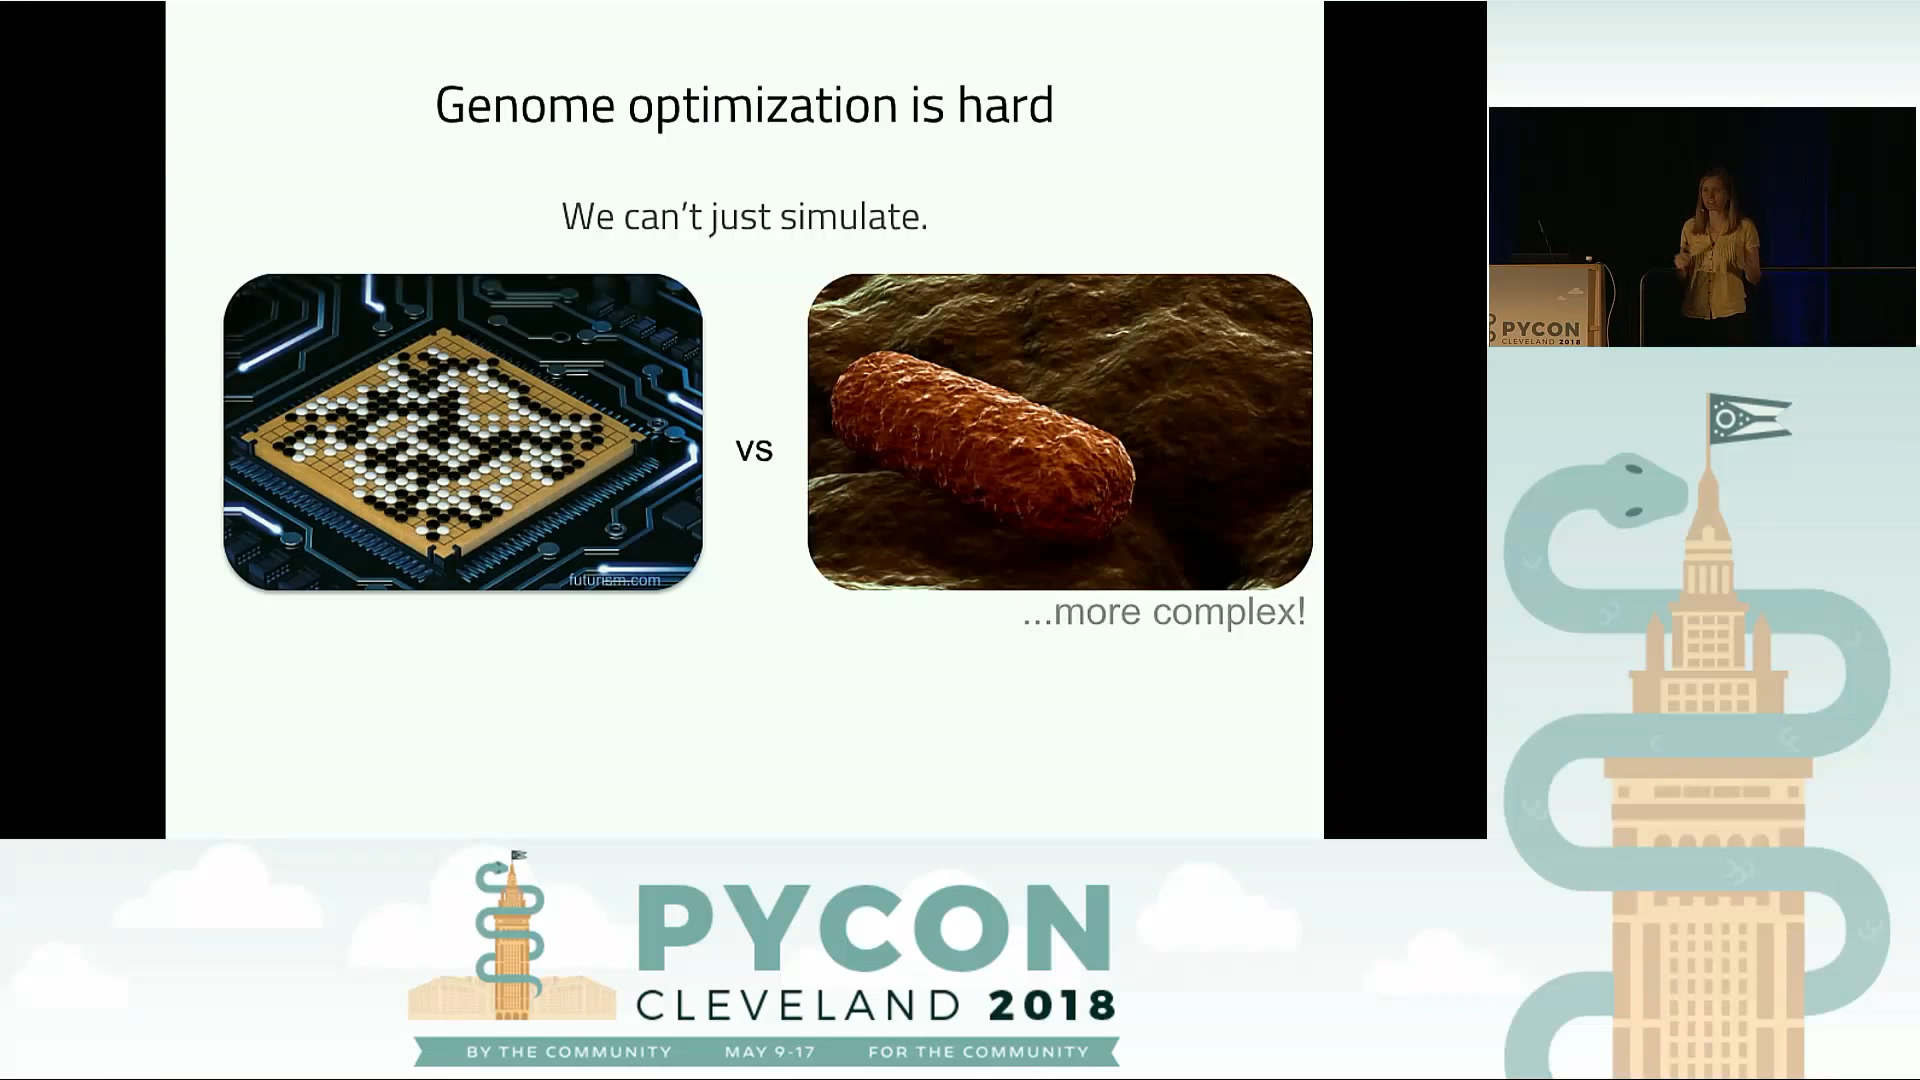 Genome optimization is hard
We can't just simulate.
vs
futurism.com
...more complex!
PYCON
CLEVELAND 2018
PYCON
CLEVELAND 2018
BY THE COMMUNITY MAY 9-17 FOR THE COMMUNITY